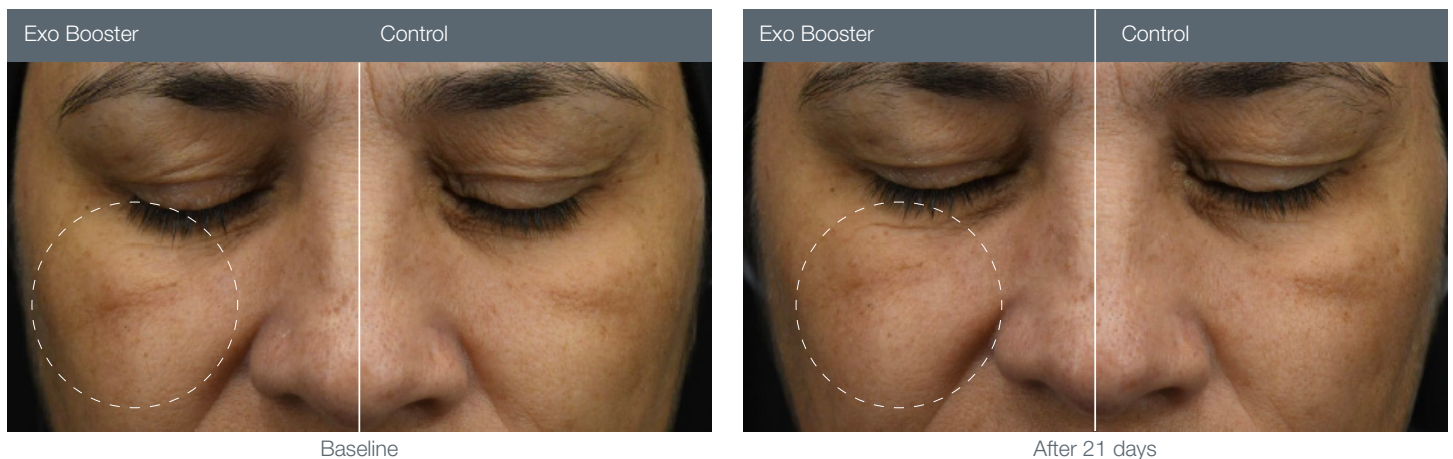 Exo Booster
Control
Exo Booster
Control
Baseline
After 21 days